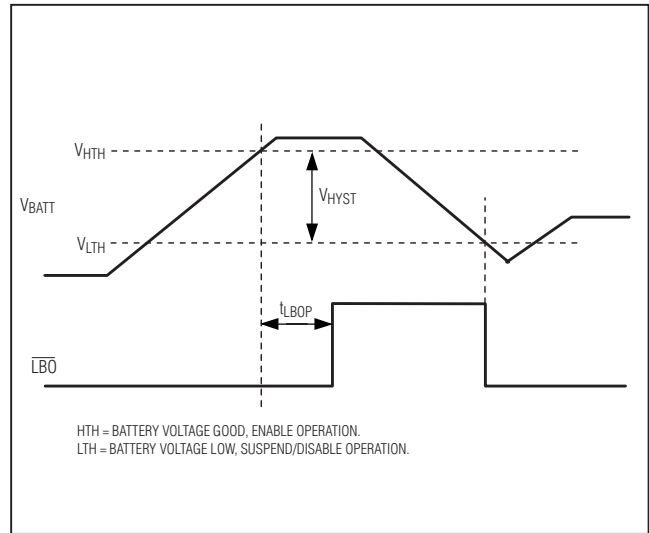 VHTH
VHYST
VBATT
VLTH
tLBOP
LBO
HTH = BATTERY VOLTAGE GOOD, ENABLE OPERATION.
LTH = BATTERY VOLTAGE LOW, SUSPEND/DISABLE OPERATION.